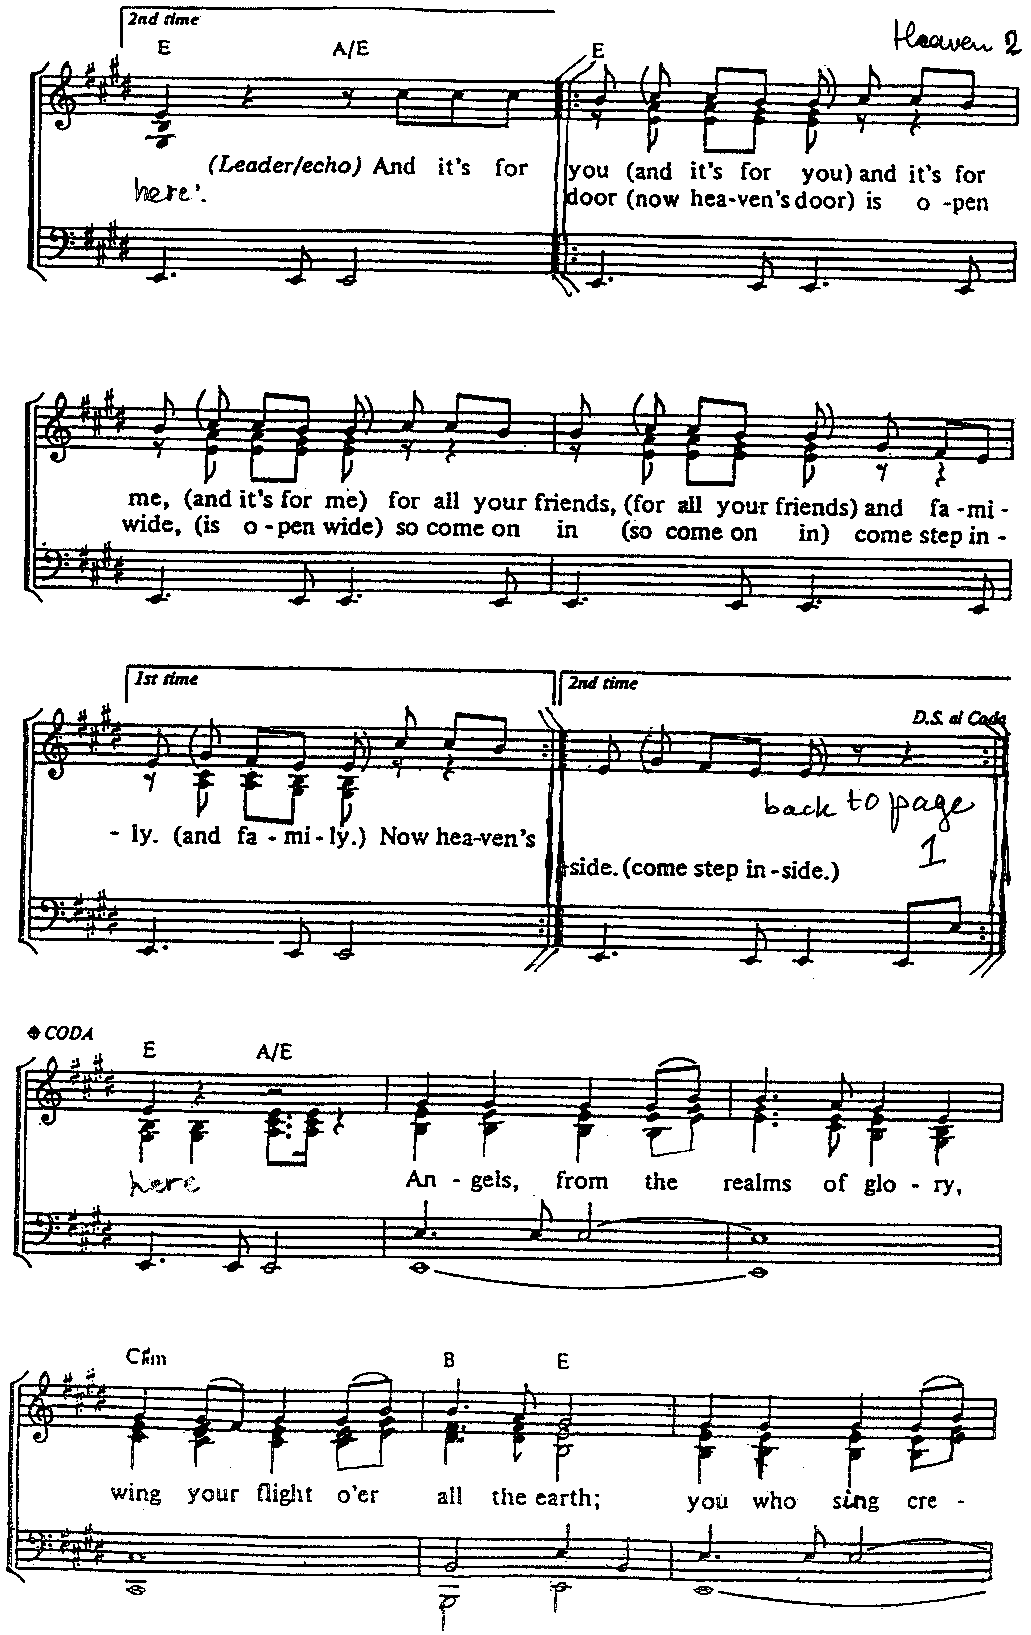 2nd time
Heaven 2
E A/E E
(Leader/echo) And it's for you (and it's for you) and it's for
here'. door (now hea-ven's door) is o-pen
me, (and it's for me) for all your friends, (for all your friends) and fa-mi-
wide, (is o-pen wide) so come on in (so come on in) come step in-
1st time 2nd time
D.S. al Coda
back to page
1
- ly. (and fa-mi-ly.) Now hea-ven's
-side. (come step in-side.)
CODA
E A/E
here An - gels, from the realms of glo - ry,
C#m B E
wing your flight o'er all the earth; you who sing cre -